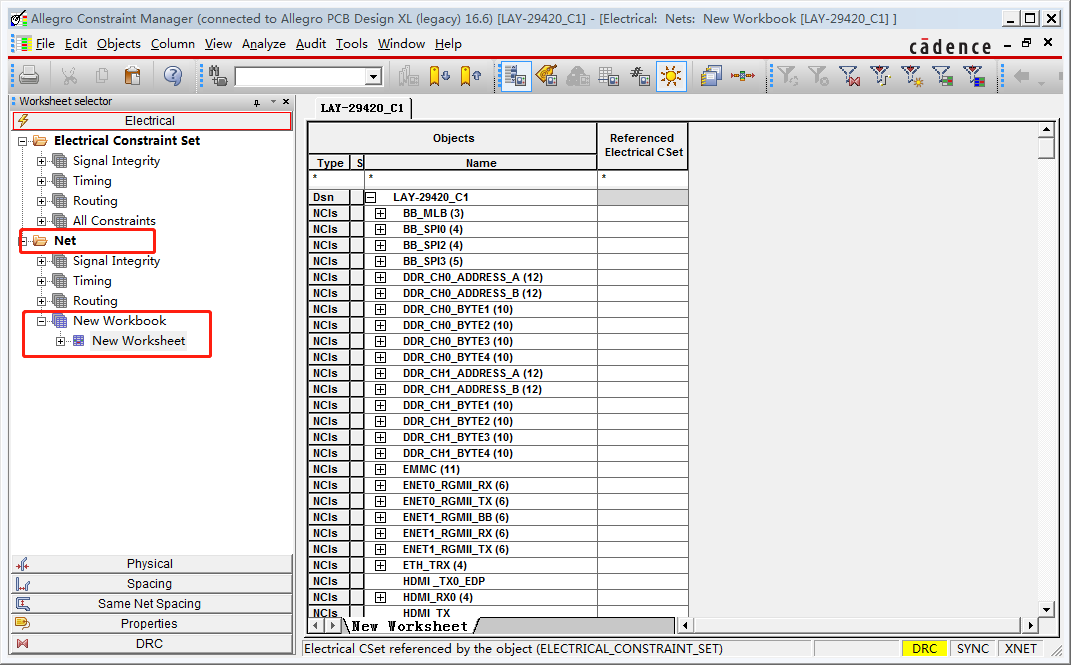 Allegro Constraint Manager (connected to Allegro PCB Design XL (legacy) 16.6) [LAY-29420_C1] - [Electrical: Nets: New Workbook [LAY-29420_C1] ]
File Edit Objects Column View Analyze Audit Tools Window Help
cādence
Worksheet selector
Electrical
Electrical Constraint Set
Signal Integrity
Timing
Routing
All Constraints
Net
Signal Integrity
Timing
Routing
New Workbook
New Worksheet
Physical
Spacing
Same Net Spacing
Properties
DRC
LAY-29420_C1
Objects
Referenced
Electrical CSet
Type S Name
* * *
Dsn LAY-29420_C1
NCls BB_MLB (3)
NCls BB_SPI0 (4)
NCls BB_SPI2 (4)
NCls BB_SPI3 (5)
NCls DDR_CH0_ADDRESS_A (12)
NCls DDR_CH0_ADDRESS_B (12)
NCls DDR_CH0_BYTE1 (10)
NCls DDR_CH0_BYTE2 (10)
NCls DDR_CH0_BYTE3 (10)
NCls DDR_CH0_BYTE4 (10)
NCls DDR_CH1_ADDRESS_A (12)
NCls DDR_CH1_ADDRESS_B (12)
NCls DDR_CH1_BYTE1 (10)
NCls DDR_CH1_BYTE2 (10)
NCls DDR_CH1_BYTE3 (10)
NCls DDR_CH1_BYTE4 (10)
NCls EMMC (11)
NCls ENET0_RGMII_RX (6)
NCls ENET0_RGMII_TX (6)
NCls ENET1_RGMII_BB (6)
NCls ENET1_RGMII_RX (6)
NCls ENET1_RGMII_TX (6)
NCls ETH_TRX (4)
NCls HDMI _TX0_EDP
NCls HDMI_RX0 (4)
NCls HDMI_TX
New Worksheet
Electrical CSet referenced by the object (ELECTRICAL_CONSTRAINT_SET)
DRC SYNC XNET